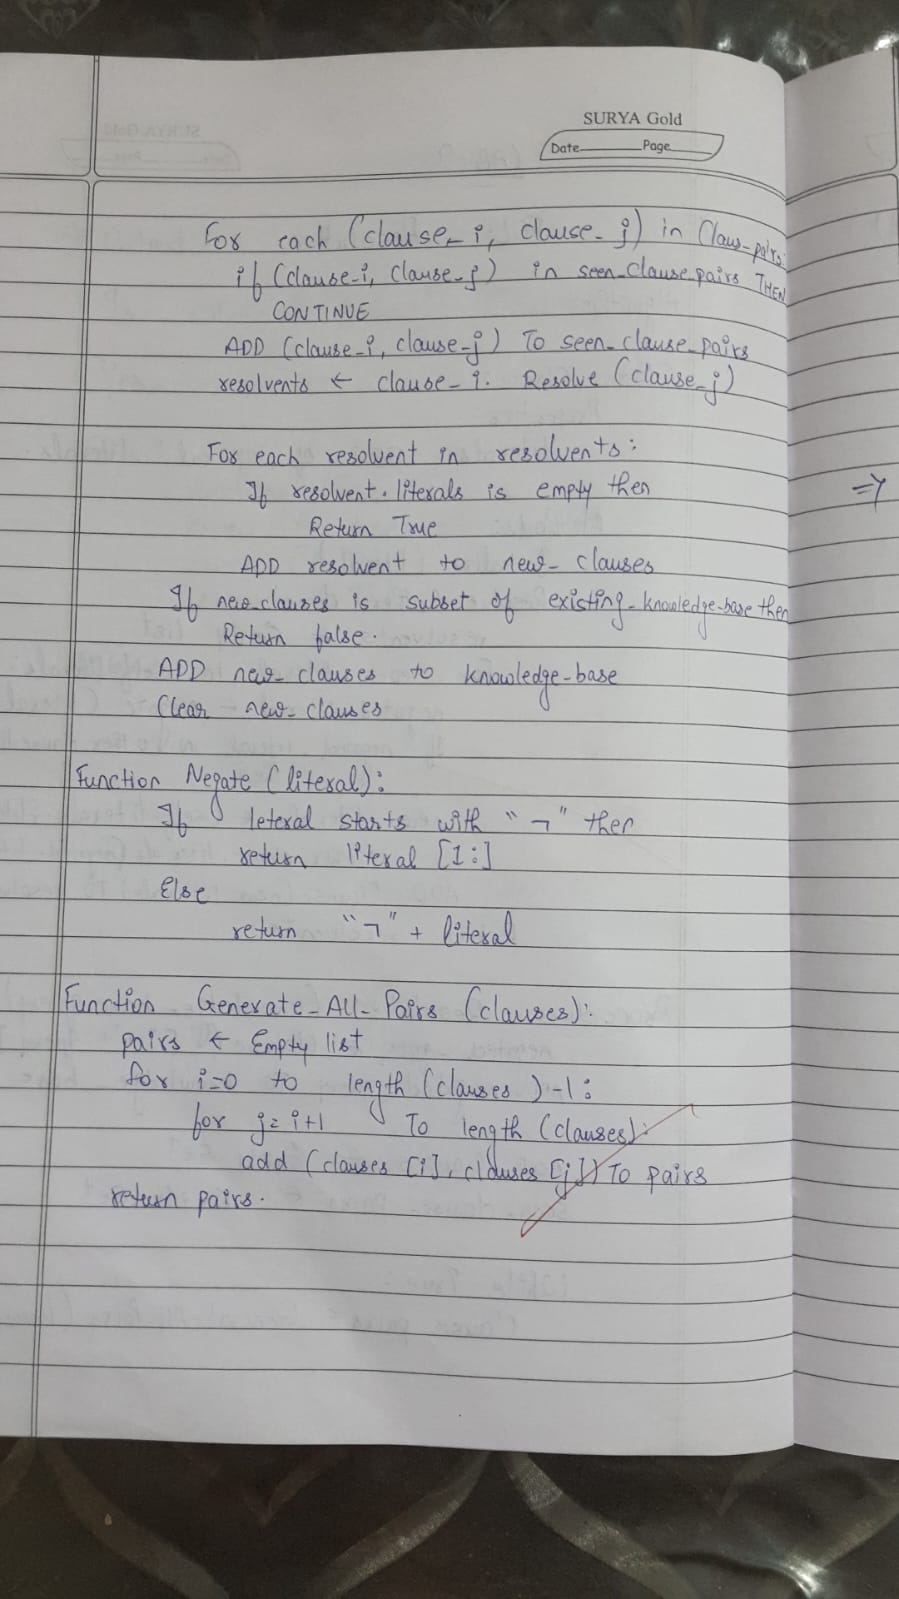 SURYA Gold
Date Page
For each (clause_i, clause_j) in Claus_pairs:
if (clause_i, clause_j) in seen_clause_pairs THEN
CONTINUE
ADD (clause_i, clause_j) To seen_clause_pairs
resolvents ← clause_i. Resolve (clause_j)
For each resolvent in resolvents:
If resolvent.literals is empty then
Return True
ADD resolvent to new_clauses
If new_clauses is subset of existing_knowledge-base then
Return false.
ADD new_clauses to knowledge-base
Clear new_clauses
Function Negate (literal):
If leteral starts with "¬" then
return literal [1:]
Else
return "¬" + literal
Function Generate_All_Pairs (clauses):
pairs ← Empty list
for i=0 to length (clauses) -1:
for j= i+1 To length (clauses):
add (clauses [i], clauses [j]) To pairs
return pairs.